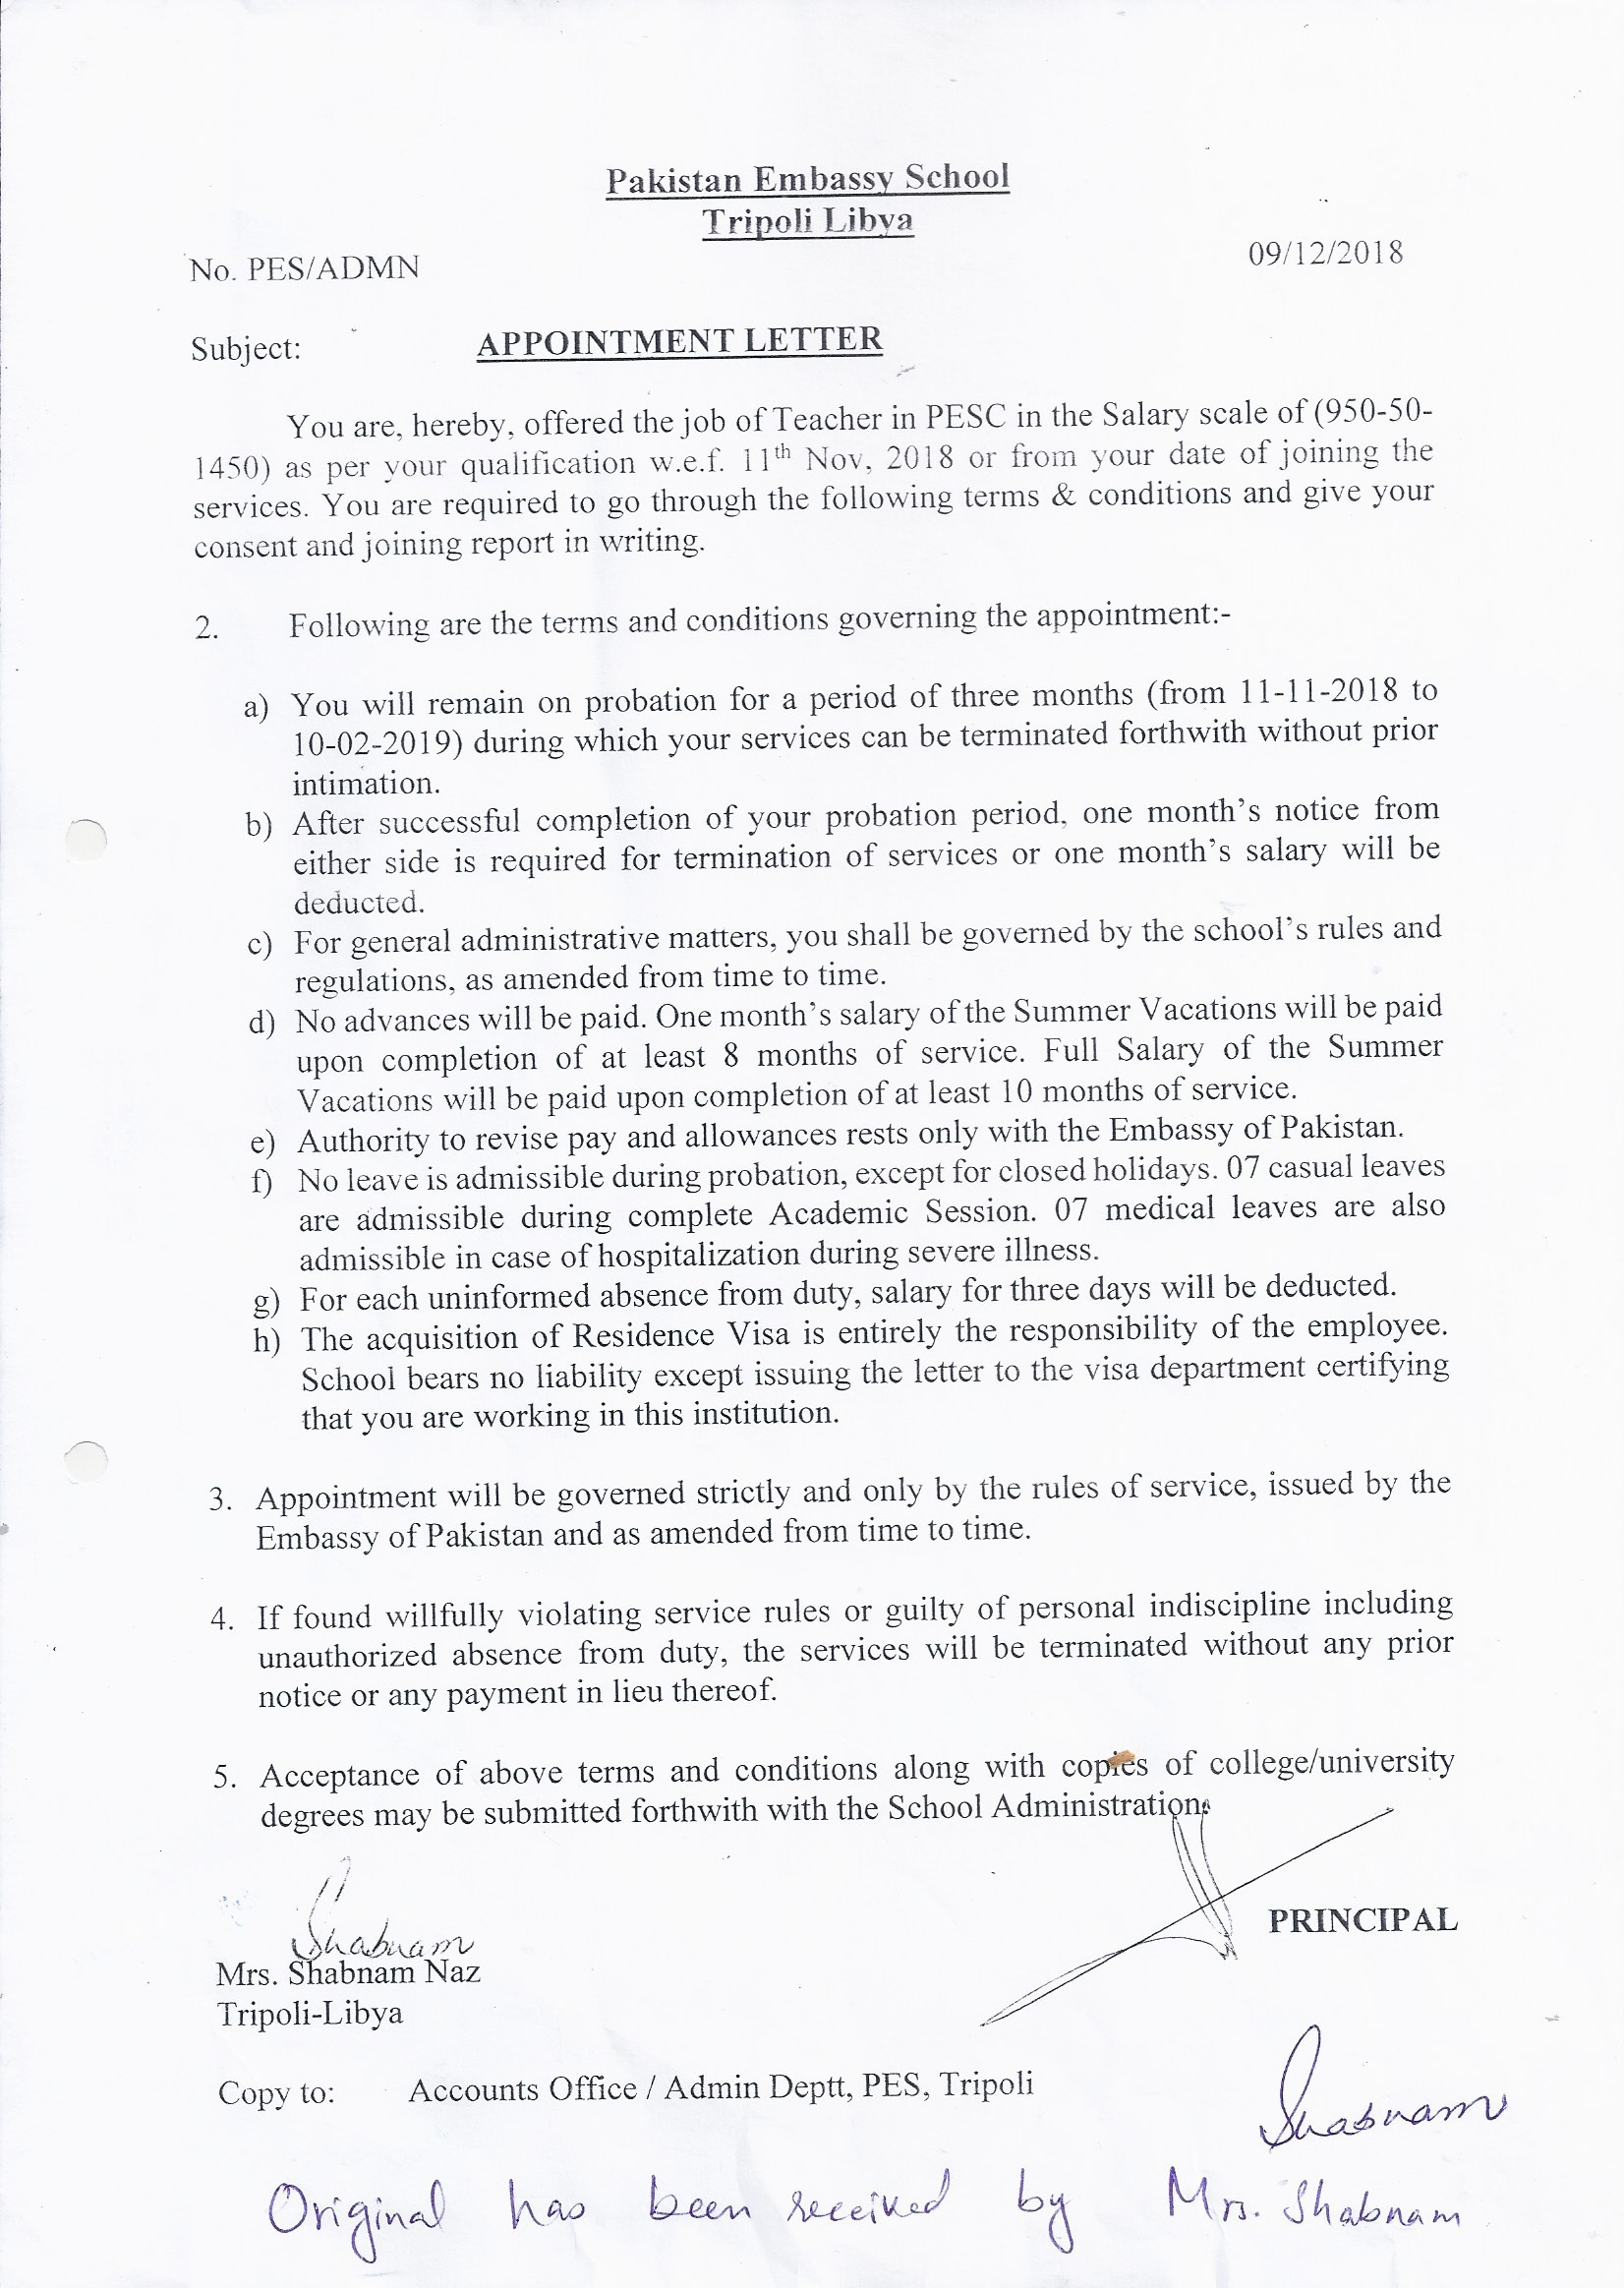 Pakistan Embassy School
Tripoli Libya
No. PES/ADMN
09/12/2018
Subject: APPOINTMENT LETTER
You are, hereby, offered the job of Teacher in PESC in the Salary scale of (950-50-
1450) as per your qualification w.e.f. 11th Nov, 2018 or from your date of joining the
services. You are required to go through the following terms & conditions and give your
consent and joining report in writing.
2. Following are the terms and conditions governing the appointment:-
a) You will remain on probation for a period of three months (from 11-11-2018 to
10-02-2019) during which your services can be terminated forthwith without prior
intimation.
b) After successful completion of your probation period, one month's notice from
either side is required for termination of services or one month's salary will be
deducted.
c) For general administrative matters, you shall be governed by the school's rules and
regulations, as amended from time to time.
d) No advances will be paid. One month's salary of the Summer Vacations will be paid
upon completion of at least 8 months of service. Full Salary of the Summer
Vacations will be paid upon completion of at least 10 months of service.
e) Authority to revise pay and allowances rests only with the Embassy of Pakistan.
f) No leave is admissible during probation, except for closed holidays. 07 casual leaves
are admissible during complete Academic Session. 07 medical leaves are also
admissible in case of hospitalization during severe illness.
g) For each uninformed absence from duty, salary for three days will be deducted.
h) The acquisition of Residence Visa is entirely the responsibility of the employee.
School bears no liability except issuing the letter to the visa department certifying
that you are working in this institution.
3. Appointment will be governed strictly and only by the rules of service, issued by the
Embassy of Pakistan and as amended from time to time.
4. If found willfully violating service rules or guilty of personal indiscipline including
unauthorized absence from duty, the services will be terminated without any prior
notice or any payment in lieu thereof.
5. Acceptance of above terms and conditions along with copies of college/university
degrees may be submitted forthwith with the School Administration.
PRINCIPAL
Shabnam
Mrs. Shabnam Naz
Tripoli-Libya
Copy to: Accounts Office / Admin Deptt, PES, Tripoli
Shabnam
Original has been received by Mrs. Shabnam